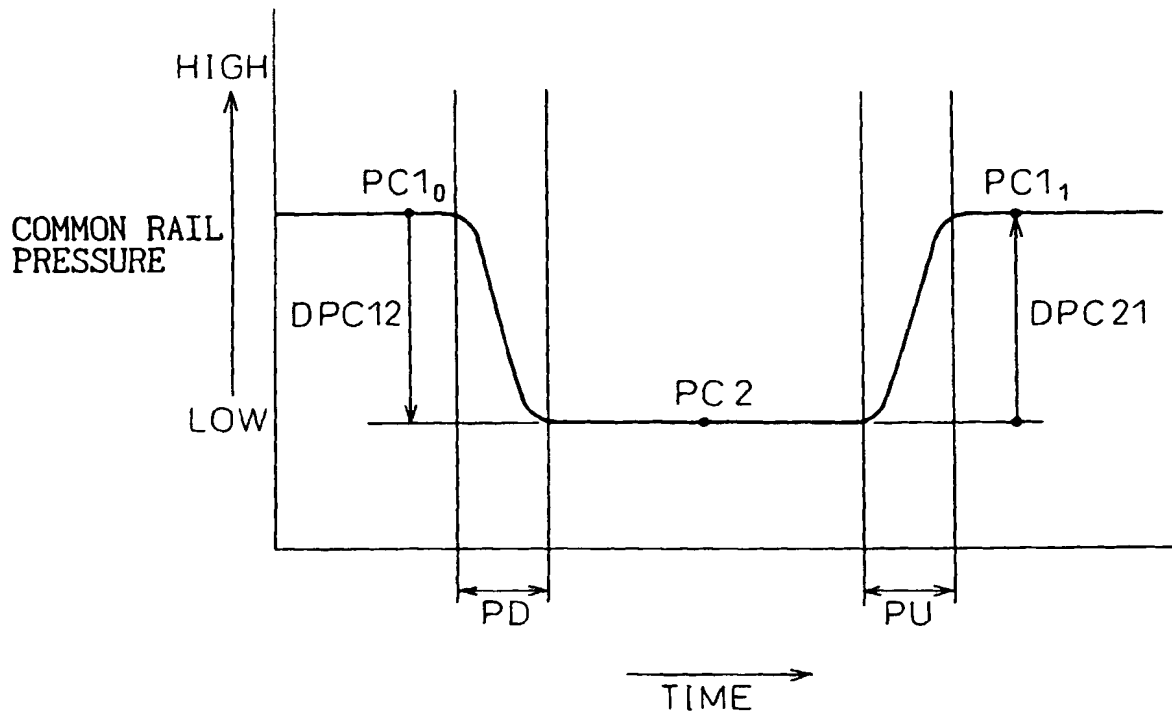 HIGH
PC1₀
PC1₁
COMMON RAIL
PRESSURE
DPC12
DPC21
PC2
LOW
PD
PU
TIME